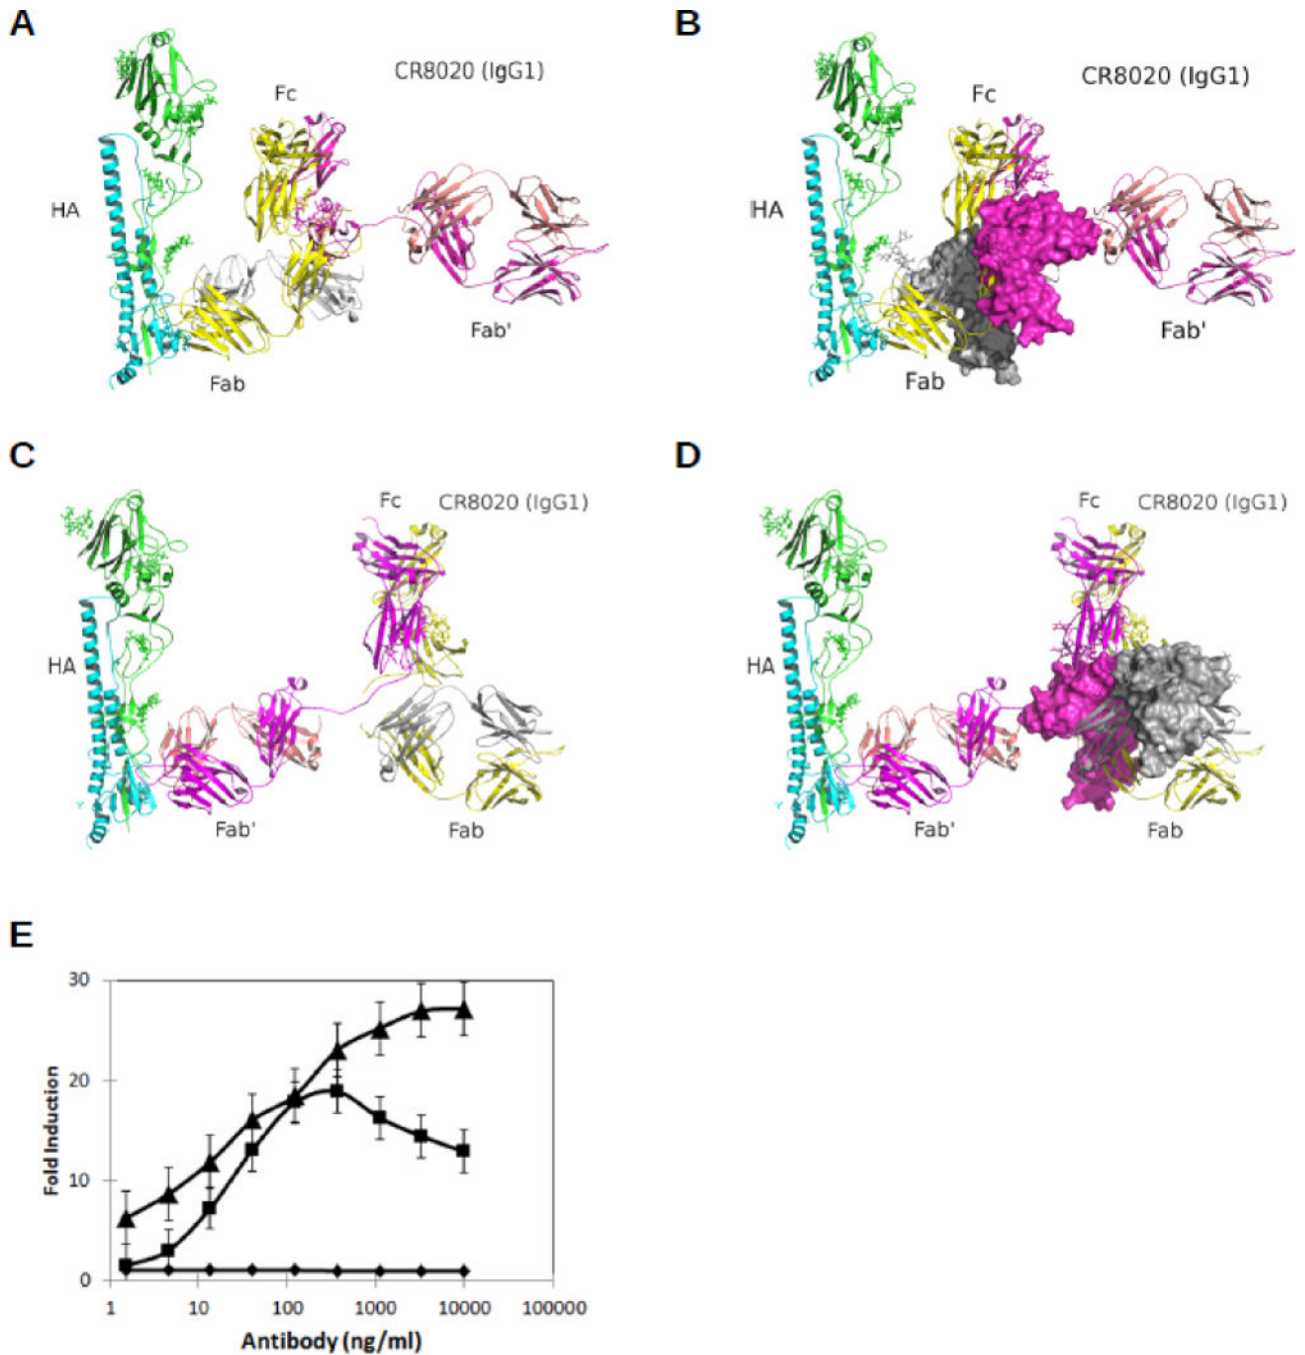 A
B
CR8020 (IgG1)
CR8020 (IgG1)
Fc
Fc
HA
HA
Fab'
Fab'
Fab
Fab
C
D
Fc
CR8020 (IgG1)
Fc
CR8020 (IgG1)
HA
HA
Fab'
Fab
Fab'
Fab
E
30
20
10
0
Fold Induction
1
10
100
1000
10000
100000
Antibody (ng/ml)